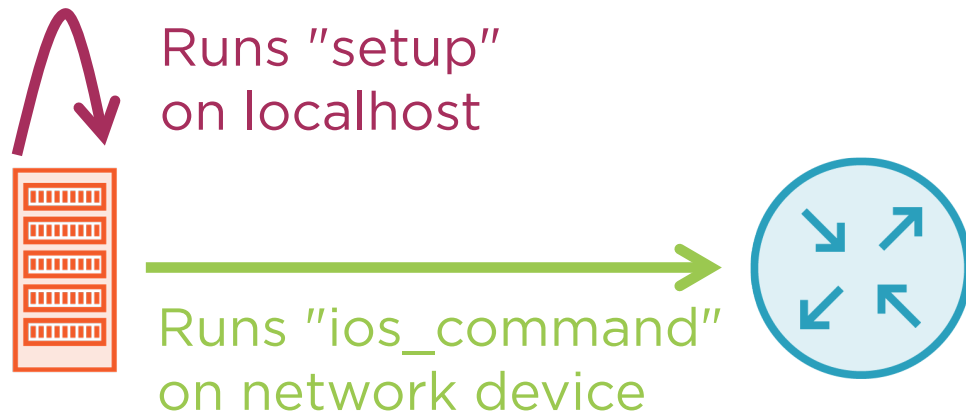 Runs "setup"
on localhost
Runs "ios_command"
on network device